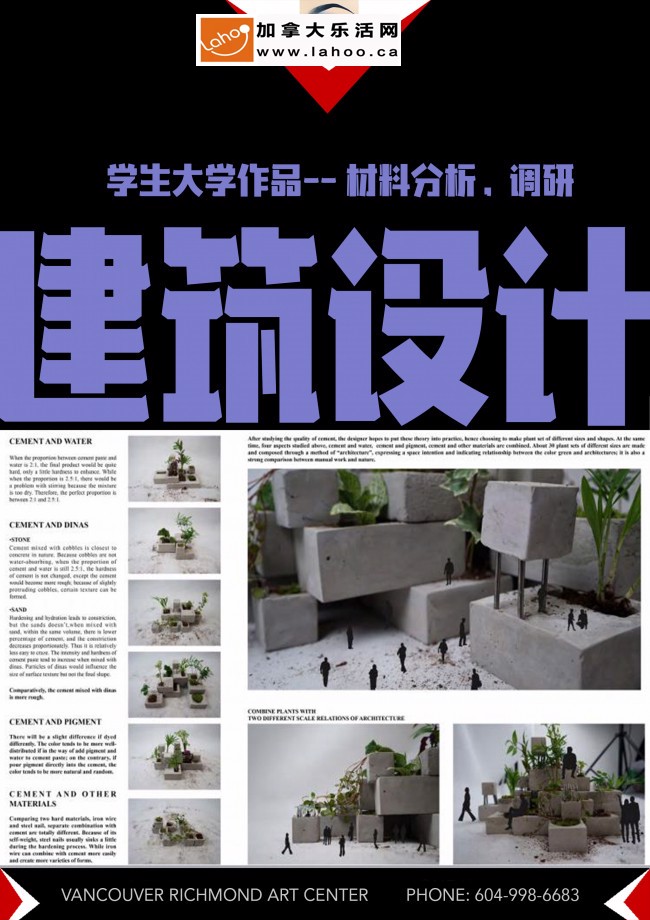 Lahoo
加拿大乐活网
www.lahoo.ca
学生大学作品-- 材料分析，调研
建筑设计
CEMENT AND WATER
When the proportion between cement paste and
water is 2:1, the final product would be quite
hard, only a little hardness to enhance. While
when the proportion is 2.5:1, there would be
a problem with stirring because the mixture
is too dry. Therefore, the perfect proportion is
between 2:1 and 2.5:1.
CEMENT AND DINAS
•STONE
Cement mixed with cobbles is closest to
concrete in nature. Because cobbles are not
water-absorbing, when the proportion of
cement and water is still 2.5:1, the hardness
of cement is not changed, except the cement
would become more rough; because of slightly
protruding cobbles, certain texture can be
formed.
•SAND
Hardening and hydration leads to constriction,
but the sands doesn't,when mixed with
sand, within the same volume, there is lower
percentage of cement, and the constriction
decreases proportionately. Thus it is relatively
less easy to craze. The intensity and hardness of
cement paste tend to increase when mixed with
dinas. Particles of dinas would influence the
size of surface texture but not the final shape.
Comparatively, the cement mixed with dinas
is more rough.
CEMENT AND PIGMENT
There will be a slight difference if dyed
differently. The color tends to be more well-
distributed if in the way of add pigment and
water to cement paste; on the contrary, if
pour pigment directly into the cement, the
color tends to be more natural and random.
CEMENT AND OTHER
MATERIALS
Comparing two hard materials, iron wire
and steel nail, separate combination with
cement are totally different. Because of its
self-weight, steel nails usually sinks a little
during the hardening process. While iron
wire can combine with cement more easily
and create more varieties of forms.
After studying the quality of cement, the designer hopes to put these theory into practice, hence choosing to make plant set of different sizes and shapes. At the same
time, four aspects studied above, cement and water, cement and pigment, cement and other materials are combined. About 30 plant sets of different sizes are made
and composed through a method of "architecture", expressing a space intention and indicating relationship between the color green and architectures; it is also a
strong comparison between manual work and nature.
COMBINE PLANTS WITH
TWO DIFFERENT SCALE RELATIONS OF ARCHITECTURE
VANCOUVER RICHMOND ART CENTER PHONE: 604-998-6683